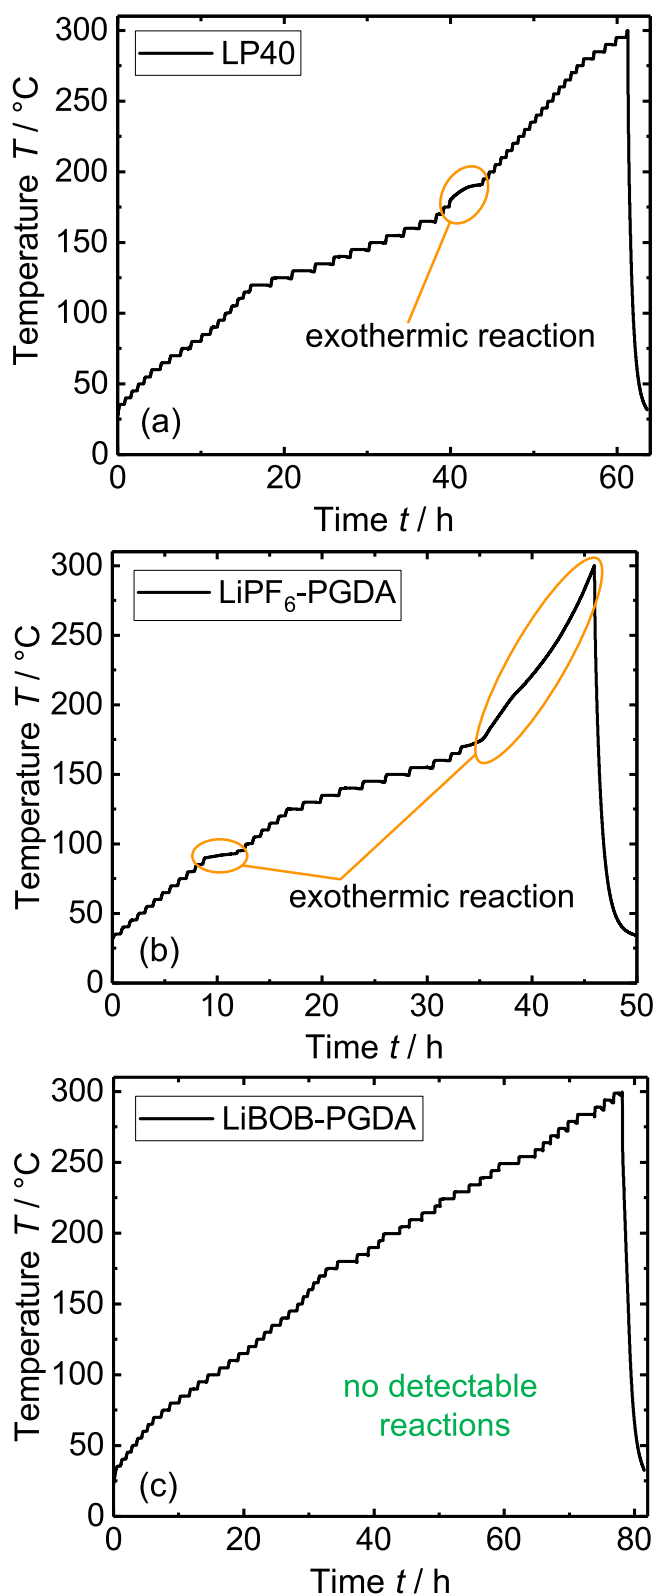 LP40
300
250
200
150
100
50
0
Temperature T / °C
exothermic reaction
(a)
0 20 40 60
Time t / h
LiPF₆-PGDA
300
250
200
150
100
50
0
Temperature T / °C
exothermic reaction
(b)
0 10 20 30 40 50
Time t / h
LiBOB-PGDA
300
250
200
150
100
50
0
Temperature T / °C
no detectable
reactions
(c)
0 20 40 60 80
Time t / h